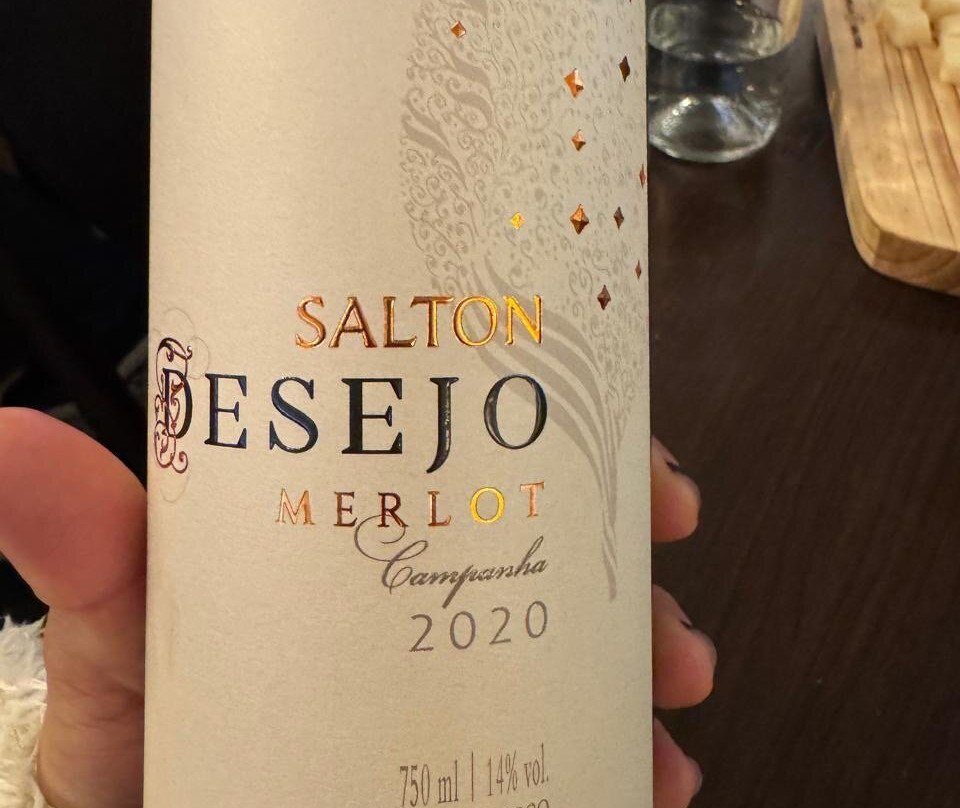 SALTON
DESEJO
MERLOT
Campanha
2020
750 ml | 14% vol.